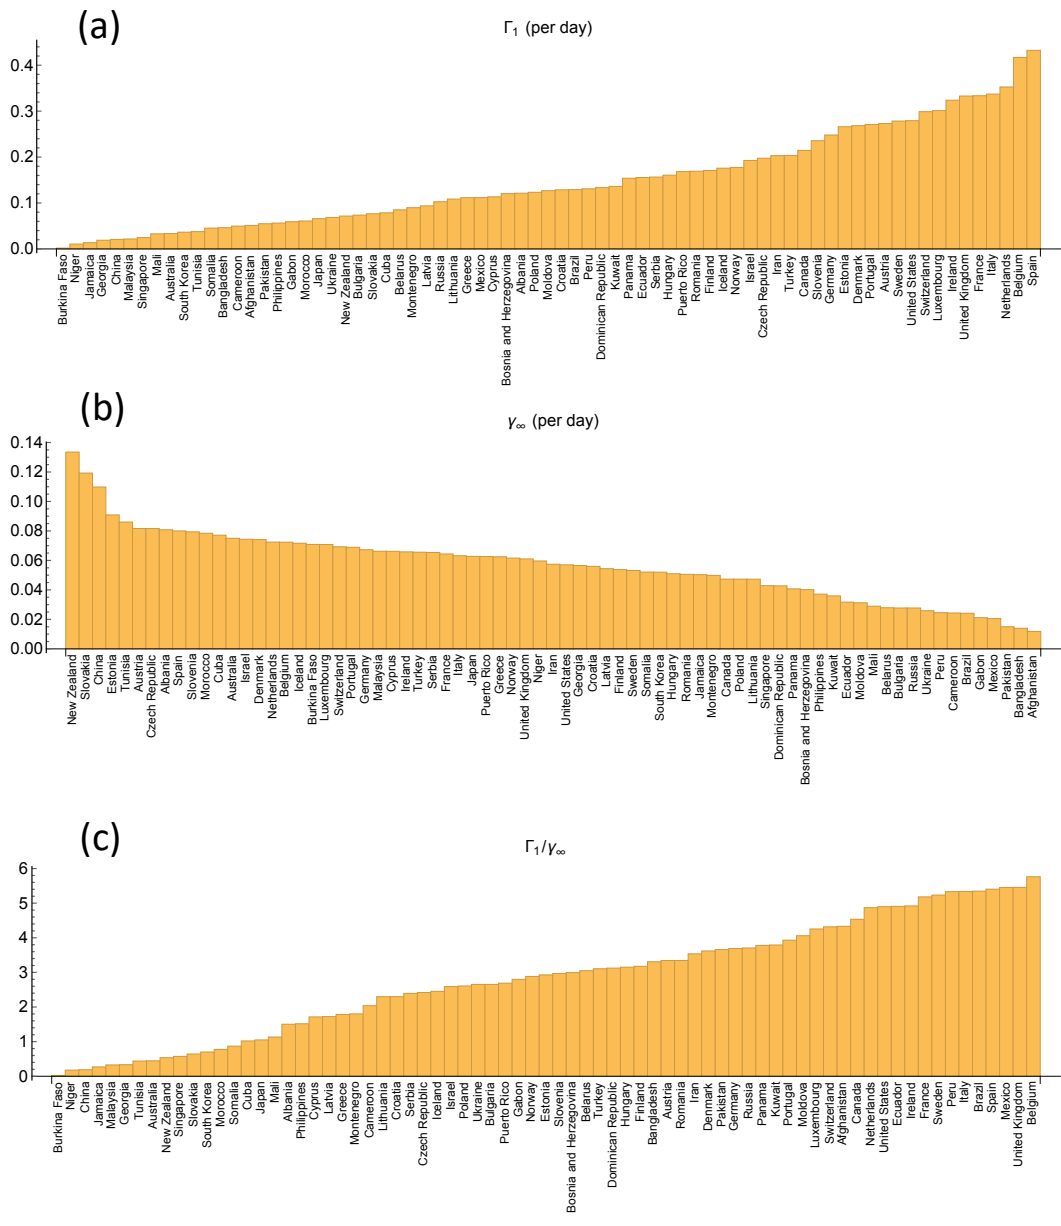 (a)
Γ₁ (per day)
0.4
0.3
0.2
0.1
0.0
Burkina Faso
Niger
Jamaica
Georgia
China
Malaysia
Singapore
Mali
Australia
South Korea
Tunisia
Somalia
Bangladesh
Cameroon
Afghanistan
Pakistan
Philippines
Gabon
Morocco
Japan
Ukraine
New Zealand
Bulgaria
Slovakia
Cuba
Belarus
Montenegro
Latvia
Russia
Lithuania
Greece
Mexico
Cyprus
Bosnia and Herzegovina
Albania
Poland
Moldova
Croatia
Brazil
Peru
Dominican Republic
Kuwait
Panama
Ecuador
Serbia
Hungary
Puerto Rico
Romania
Finland
Iceland
Norway
Israel
Czech Republic
Iran
Turkey
Canada
Slovenia
Germany
Estonia
Denmark
Portugal
Austria
Sweden
United States
Switzerland
Luxembourg
Ireland
United Kingdom
France
Italy
Netherlands
Belgium
Spain
(b)
γ∞ (per day)
0.14
0.12
0.10
0.08
0.06
0.04
0.02
0.00
New Zealand
Slovakia
China
Estonia
Tunisia
Austria
Czech Republic
Albania
Spain
Slovenia
Morocco
Cuba
Australia
Israel
Denmark
Netherlands
Belgium
Iceland
Burkina Faso
Luxembourg
Switzerland
Portugal
Germany
Malaysia
Cyprus
Ireland
Turkey
Serbia
France
Italy
Japan
Puerto Rico
Greece
Norway
United Kingdom
Niger
Iran
United States
Georgia
Croatia
Latvia
Finland
Sweden
Somalia
South Korea
Hungary
Romania
Jamaica
Montenegro
Canada
Poland
Lithuania
Singapore
Dominican Republic
Panama
Bosnia and Herzegovina
Philippines
Kuwait
Ecuador
Moldova
Mali
Belarus
Bulgaria
Russia
Ukraine
Peru
Cameroon
Brazil
Gabon
Mexico
Pakistan
Bangladesh
Afghanistan
(c)
Γ₁/γ∞
6
5
4
3
2
1
0
Burkina Faso
Niger
China
Jamaica
Malaysia
Georgia
Tunisia
Australia
New Zealand
Singapore
Slovakia
South Korea
Morocco
Somalia
Cuba
Japan
Mali
Albania
Philippines
Cyprus
Latvia
Greece
Montenegro
Cameroon
Lithuania
Croatia
Serbia
Czech Republic
Iceland
Israel
Poland
Ukraine
Bulgaria
Puerto Rico
Gabon
Norway
Estonia
Slovenia
Bosnia and Herzegovina
Belarus
Turkey
Dominican Republic
Hungary
Finland
Bangladesh
Austria
Romania
Iran
Denmark
Pakistan
Germany
Russia
Panama
Kuwait
Portugal
Moldova
Luxembourg
Switzerland
Afghanistan
Canada
Netherlands
United States
Ecuador
Ireland
France
Sweden
Peru
Italy
Brazil
Spain
Mexico
United Kingdom
Belgium